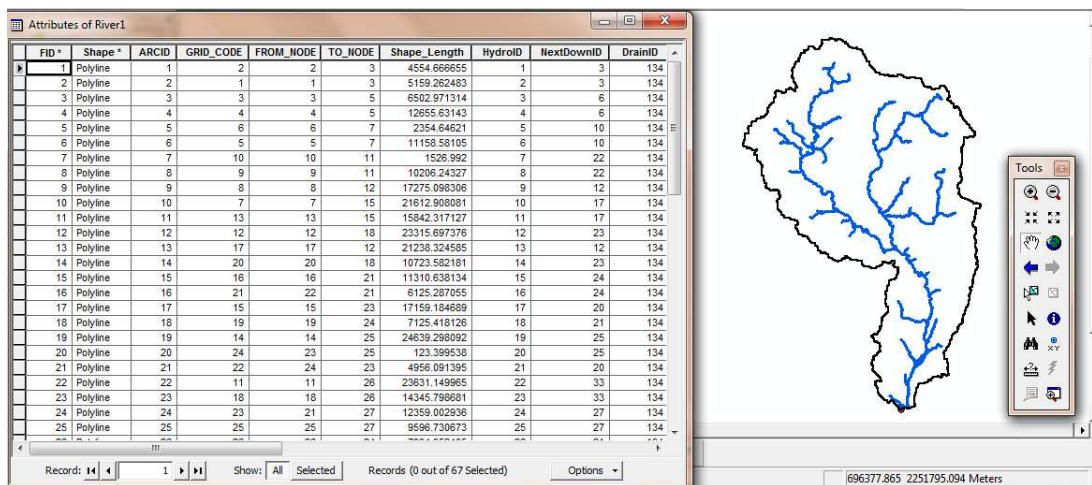 Attributes of River1
FID * Shape * ARCID GRID_CODE FROM_NODE TO_NODE Shape_Length HydroID NextDownID DrainID
1 Polyline 1 2 2 3 4554.666655 1 3 134
2 Polyline 2 1 1 3 5159.262483 2 3 134
3 Polyline 3 3 3 5 6502.971314 3 6 134
4 Polyline 4 4 4 5 12655.63143 4 6 134
5 Polyline 5 6 6 7 2354.64621 5 10 134
6 Polyline 6 5 5 7 11158.58105 6 10 134
7 Polyline 7 10 10 11 1526.992 7 22 134
8 Polyline 8 9 9 11 10206.24327 8 22 134
9 Polyline 9 8 8 12 17275.098306 9 12 134
10 Polyline 10 7 7 15 21612.908081 10 17 134
11 Polyline 11 13 13 15 15842.317127 11 17 134
12 Polyline 12 12 12 18 23315.697376 12 23 134
13 Polyline 13 17 17 12 21238.324585 13 12 134
14 Polyline 14 20 20 18 10723.582181 14 23 134
15 Polyline 15 16 16 21 11310.638134 15 24 134
16 Polyline 16 21 22 21 6125.287055 16 24 134
17 Polyline 17 15 15 23 17159.184689 17 20 134
18 Polyline 18 19 19 24 7125.418126 18 21 134
19 Polyline 19 14 14 25 24639.298092 19 25 134
20 Polyline 20 24 23 25 123.399538 20 25 134
21 Polyline 21 22 24 23 4956.091395 21 20 134
22 Polyline 22 11 11 26 23631.149965 22 33 134
23 Polyline 23 18 18 26 14345.798681 23 33 134
24 Polyline 24 23 21 27 12359.002936 24 27 134
25 Polyline 25 25 25 27 9596.730673 25 27 134
Record: 1 Show: All Selected Records (0 out of 67 Selected) Options
Tools
XY
696377.865 2251795.094 Meters